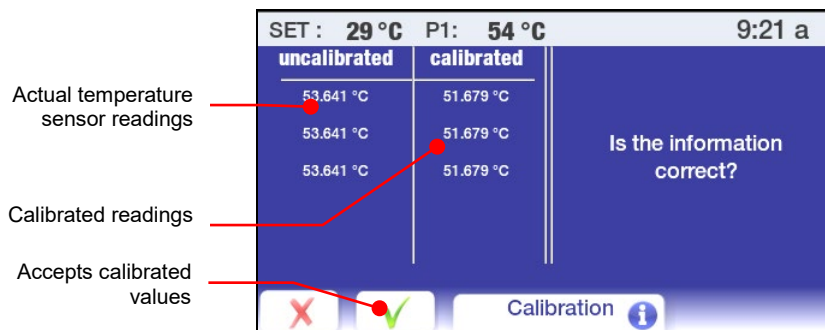 SET : 29 °C P1: 54 °C 9:21 a
uncalibrated calibrated
Actual temperature
sensor readings
53.641 °C 51.679 °C
53.641 °C 51.679 °C
53.641 °C 51.679 °C
Is the information
correct?
Calibrated readings
Accepts calibrated
values
Calibration i